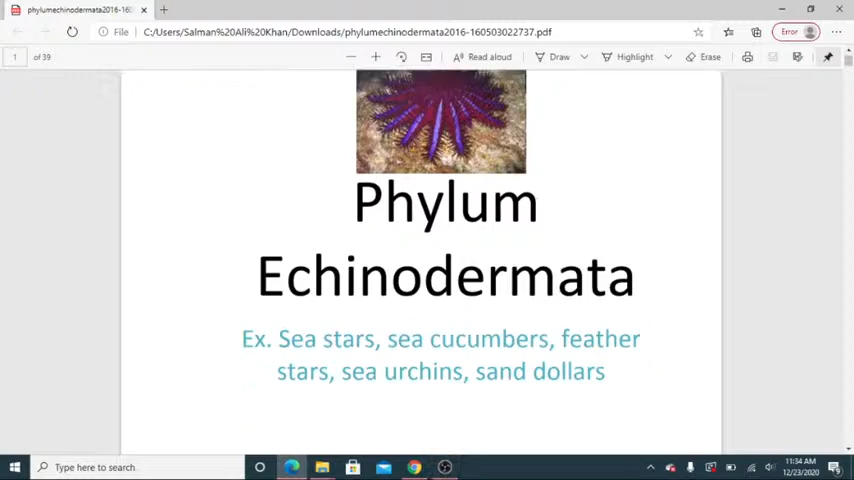 phylumechinodermata2016-160
File
C:/Users/Salman%20Ali%20Khan/Downloads/phylumechinodermata2016-160503022737.pdf
Error
1 of 39
Read aloud
Draw
Highlight
Erase
Phylum
Echinodermata
Ex. Sea stars, sea cucumbers, feather
stars, sea urchins, sand dollars
Type here to search
11:34 AM
12/23/2020